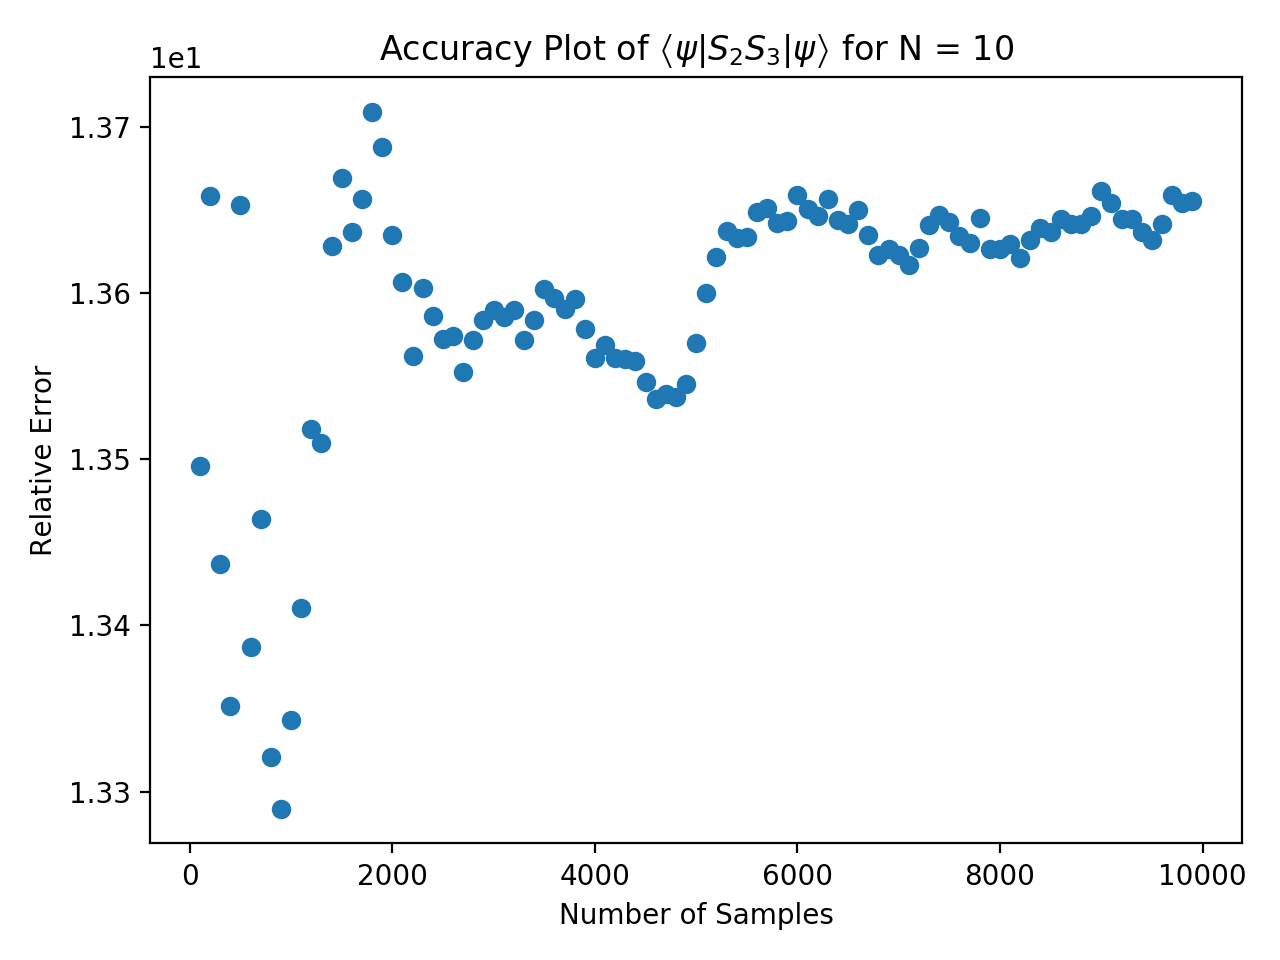 Accuracy Plot of ⟨ψ|S₂S₃|ψ⟩ for N = 10
1e1
1.37
1.36
1.35
1.34
1.33
Relative Error
0 2000 4000 6000 8000 10000
Number of Samples